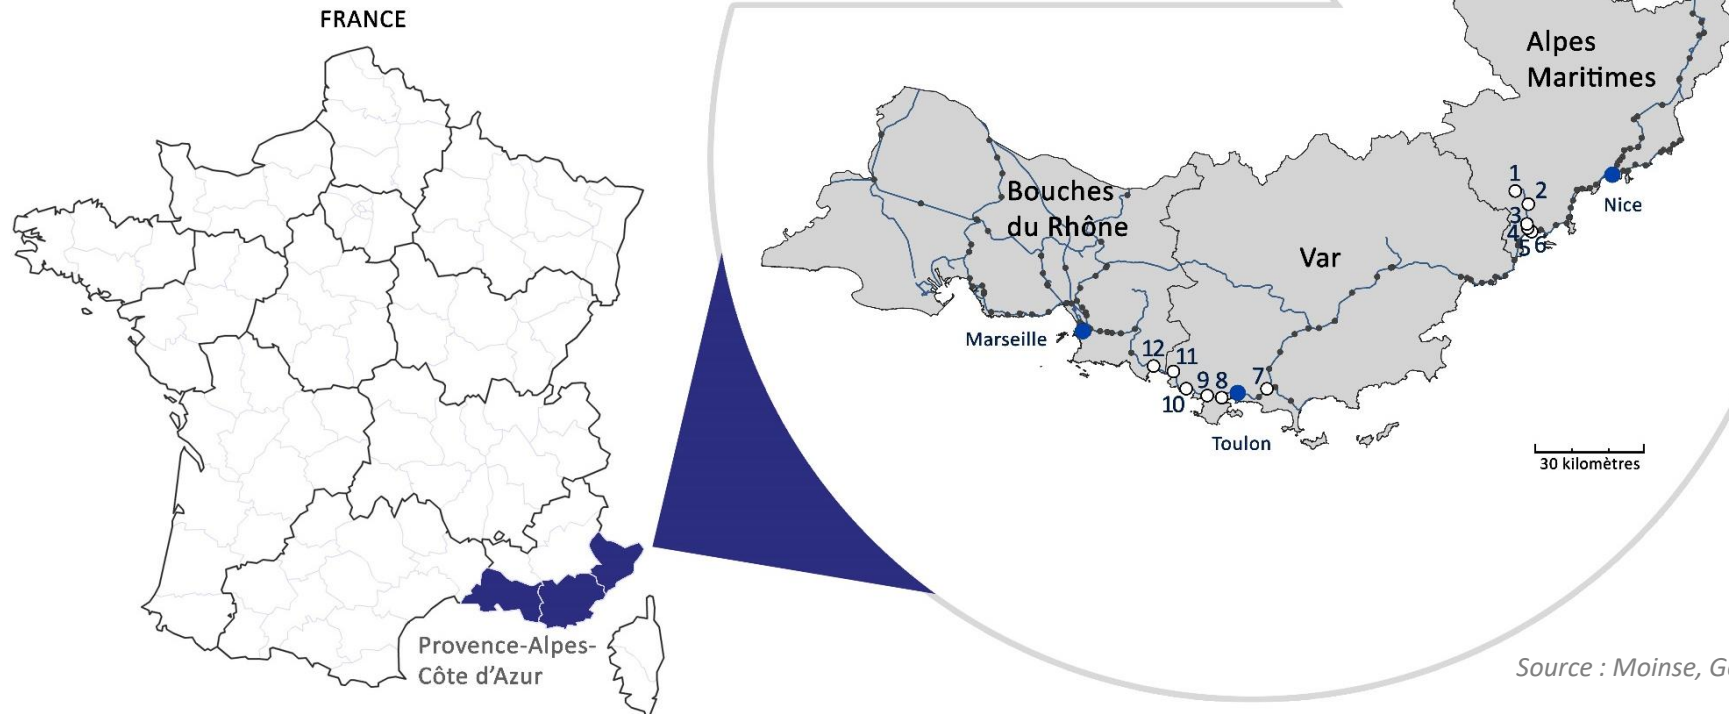 FRANCE
Provence-Alpes-
Côte d'Azur
Alpes
Maritimes
Bouches
du Rhône
Var
Nice
Marseille
Toulon
1
2
3
4
5
6
7
8
9
10
11
12
30 kilomètres
Source : Moinse,